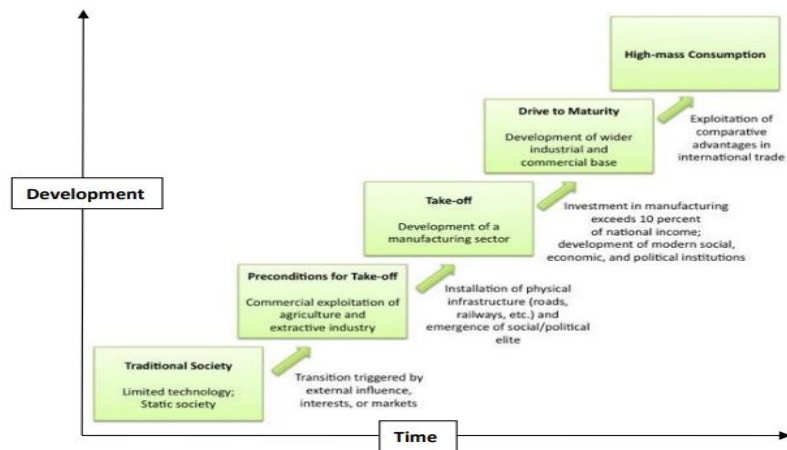 High-mass Consumption
Drive to Maturity
Development of wider
industrial and
commercial base
Exploitation of
comparative
advantages in
international trade
Development
Take-off
Development of a
manufacturing sector
Investment in manufacturing
exceeds 10 percent
of national income;
development of modern social,
economic, and political institutions
Preconditions for Take-off
Commercial exploitation of
agriculture and
extractive industry
Installation of physical
infrastructure (roads,
railways, etc.) and
emergence of social/political
elite
Traditional Society
Limited technology;
Static society
Transition triggered by
external influence,
interests, or markets
Time